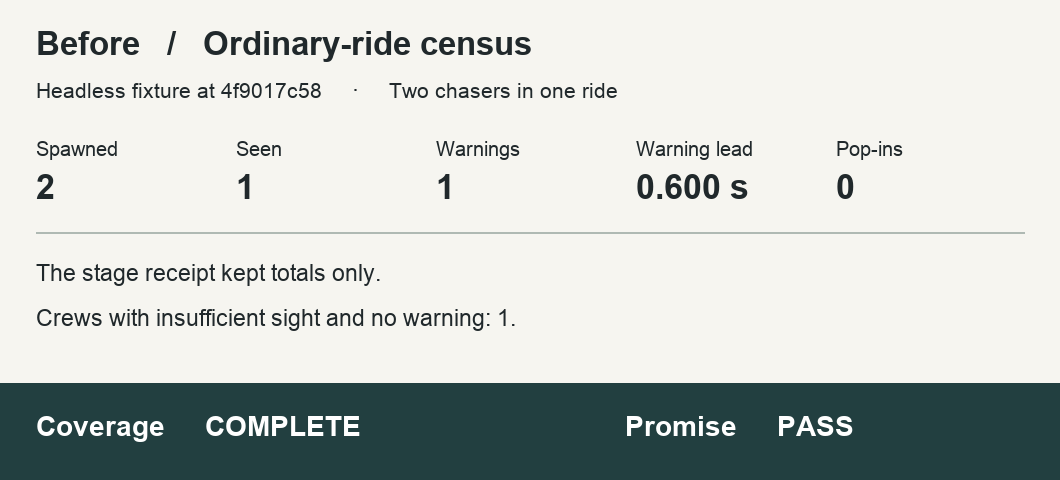 Before / Ordinary-ride census
Headless fixture at 4f9017c58 · Two chasers in one ride
Spawned Seen Warnings Warning lead Pop-ins
2 1 1 0.600 s 0
The stage receipt kept totals only.
Crews with insufficient sight and no warning: 1.
Coverage COMPLETE Promise PASS